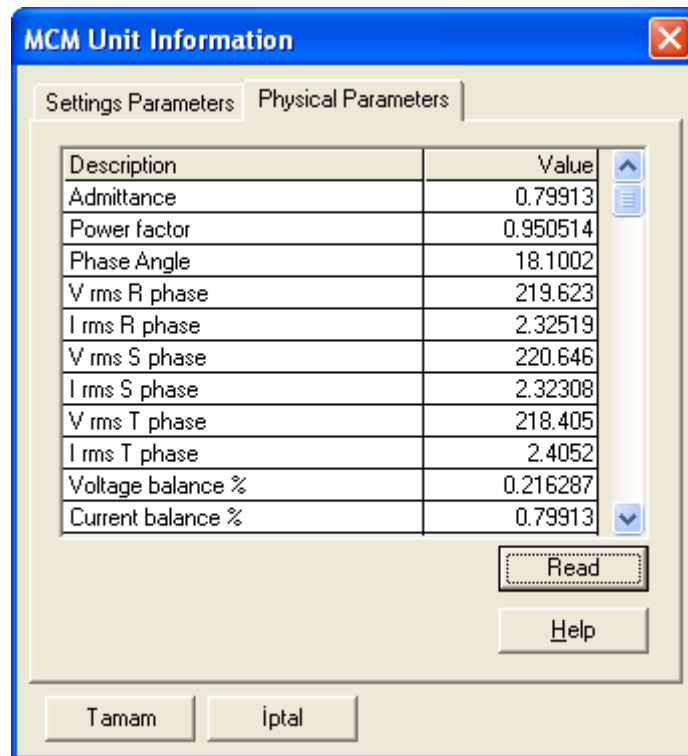 MCM Unit Information
Settings Parameters Physical Parameters
Description Value
Admittance 0.79913
Power factor 0.950514
Phase Angle 18.1002
V rms R phase 219.623
I rms R phase 2.32519
V rms S phase 220.646
I rms S phase 2.32308
V rms T phase 218.405
I rms T phase 2.4052
Voltage balance % 0.216287
Current balance % 0.79913
Read
Help
Tamam İptal